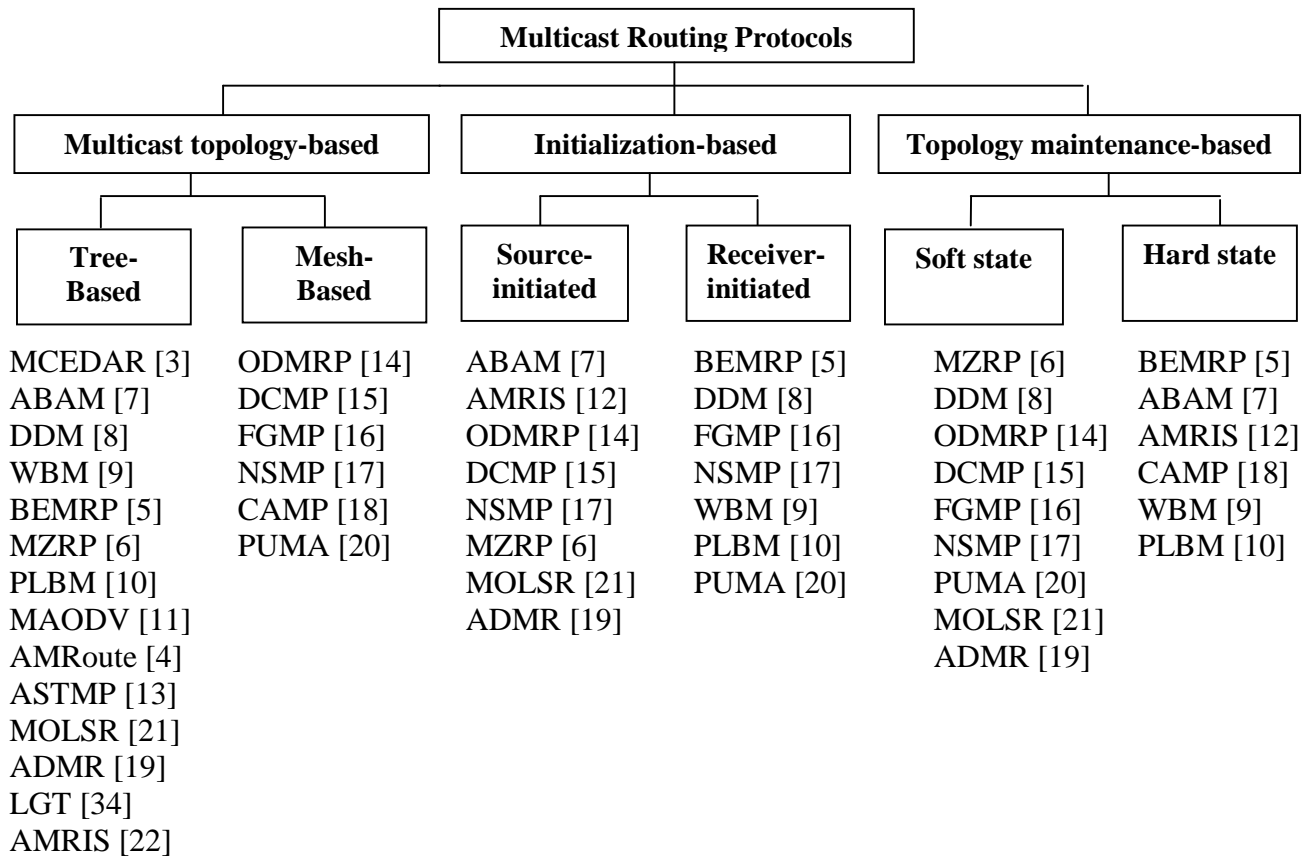 Multicast Routing Protocols
Multicast topology-based
Initialization-based
Topology maintenance-based
Tree-
Based
Mesh-
Based
Source-
initiated
Receiver-
initiated
Soft state
Hard state
MCEDAR [3]
ABAM [7]
DDM [8]
WBM [9]
BEMRP [5]
MZRP [6]
PLBM [10]
MAODV [11]
AMRoute [4]
ASTMP [13]
MOLSR [21]
ADMR [19]
LGT [34]
AMRIS [22]
ODMRP [14]
DCMP [15]
FGMP [16]
NSMP [17]
CAMP [18]
PUMA [20]
ABAM [7]
AMRIS [12]
ODMRP [14]
DCMP [15]
NSMP [17]
MZRP [6]
MOLSR [21]
ADMR [19]
BEMRP [5]
DDM [8]
FGMP [16]
NSMP [17]
WBM [9]
PLBM [10]
PUMA [20]
MZRP [6]
DDM [8]
ODMRP [14]
DCMP [15]
FGMP [16]
NSMP [17]
PUMA [20]
MOLSR [21]
ADMR [19]
BEMRP [5]
ABAM [7]
AMRIS [12]
CAMP [18]
WBM [9]
PLBM [10]